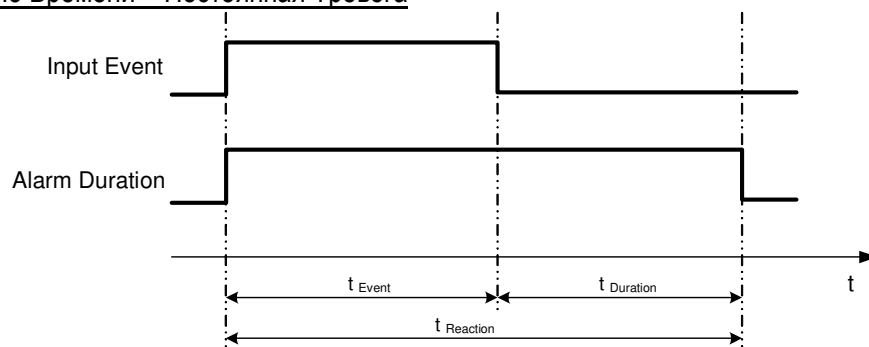 времени – Постоянная тревога
Input Event
Alarm Duration
t
t Event
t Duration
t Reaction